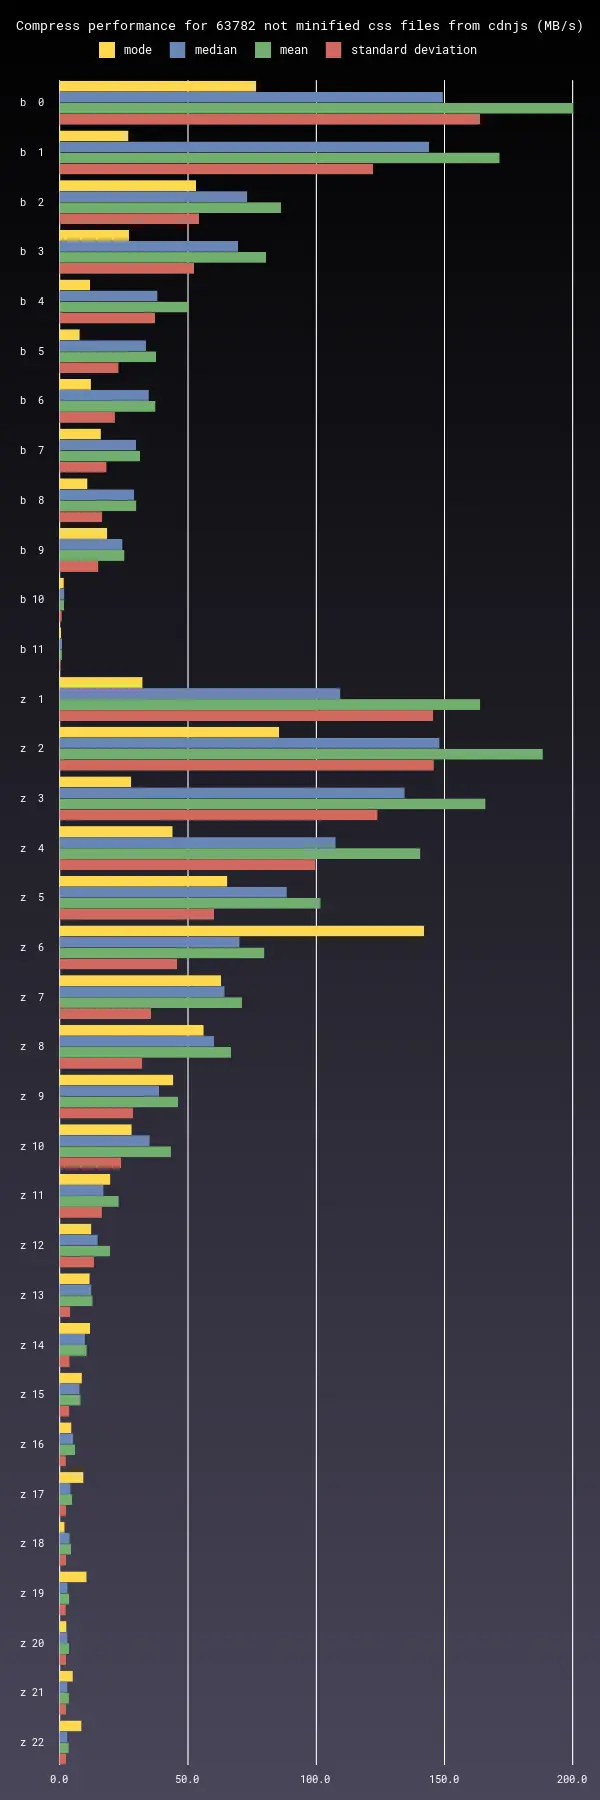 Compress performance for 63782 not minified css files from cdnjs (MB/s)
mode median mean standard deviation
b 0
b 1
b 2
b 3
b 4
b 5
b 6
b 7
b 8
b 9
b 10
b 11
z 1
z 2
z 3
z 4
z 5
z 6
z 7
z 8
z 9
z 10
z 11
z 12
z 13
z 14
z 15
z 16
z 17
z 18
z 19
z 20
z 21
z 22
0.0 50.0 100.0 150.0 200.0